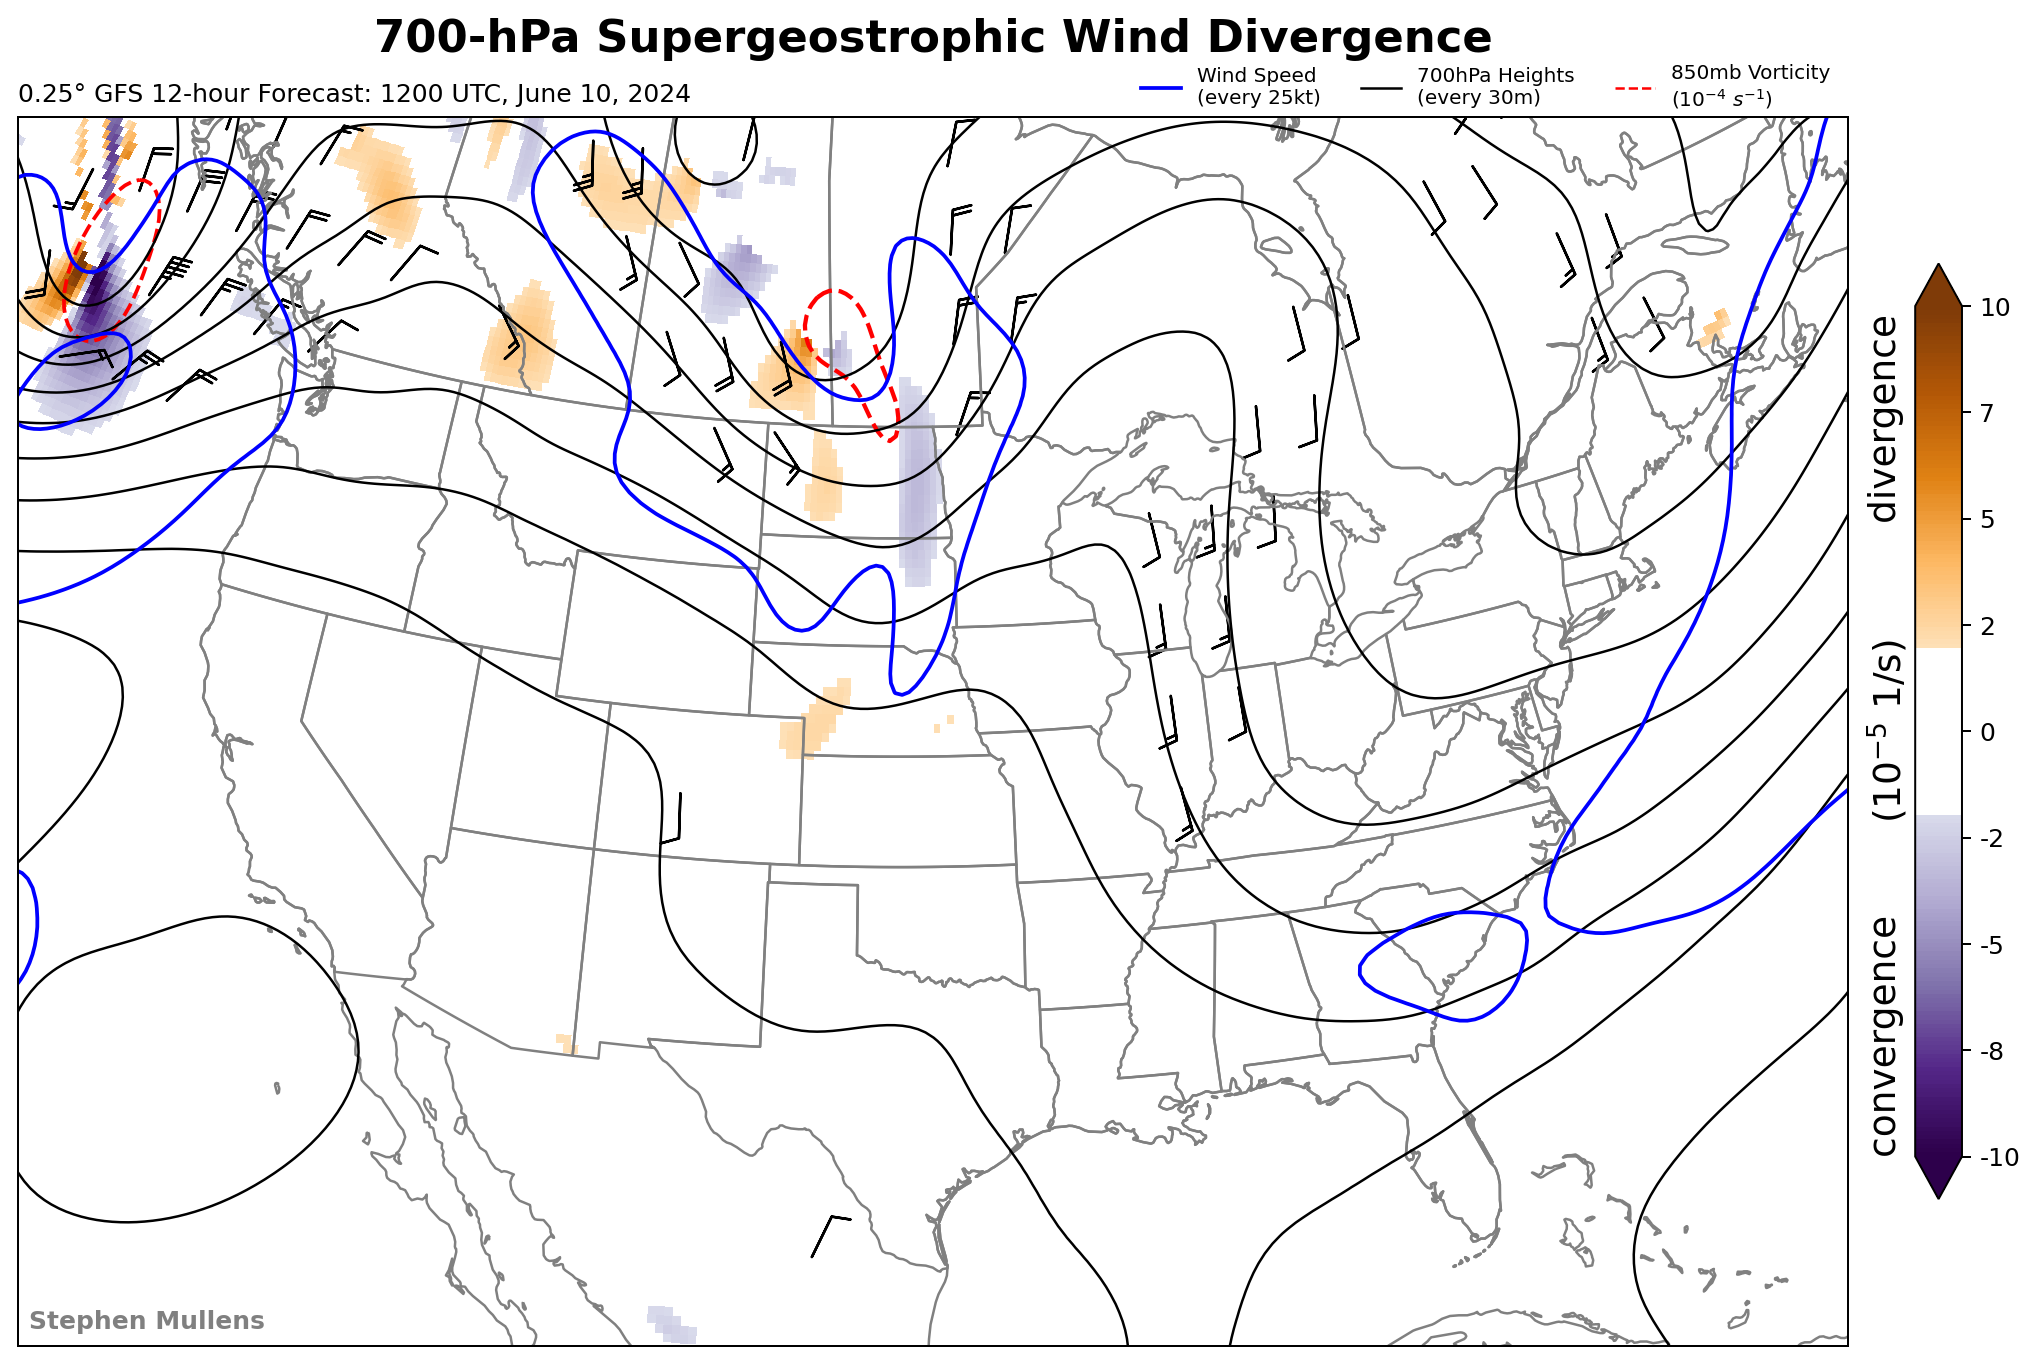 700-hPa Supergeostrophic Wind Divergence
0.25° GFS 12-hour Forecast: 1200 UTC, June 10, 2024
Wind Speed
(every 25kt)
700hPa Heights
(every 30m)
850mb Vorticity
(10⁻⁴ s⁻¹)
10
7
5
2
0
-2
-5
-8
-10
convergence (10⁻⁵ 1/s) divergence
Stephen Mullens